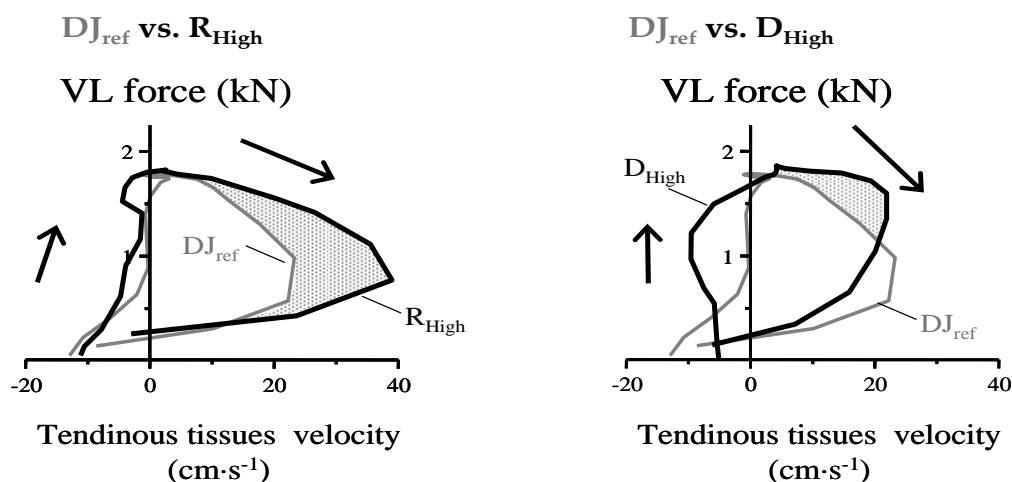 DJref vs. RHigh
VL force (kN)
2
1
DJref
RHigh
-20 0 20 40
Tendinous tissues velocity
(cm·s-1)
DJref vs. DHigh
VL force (kN)
2
DHigh
1
DJref
-20 0 20 40
Tendinous tissues velocity
(cm·s-1)